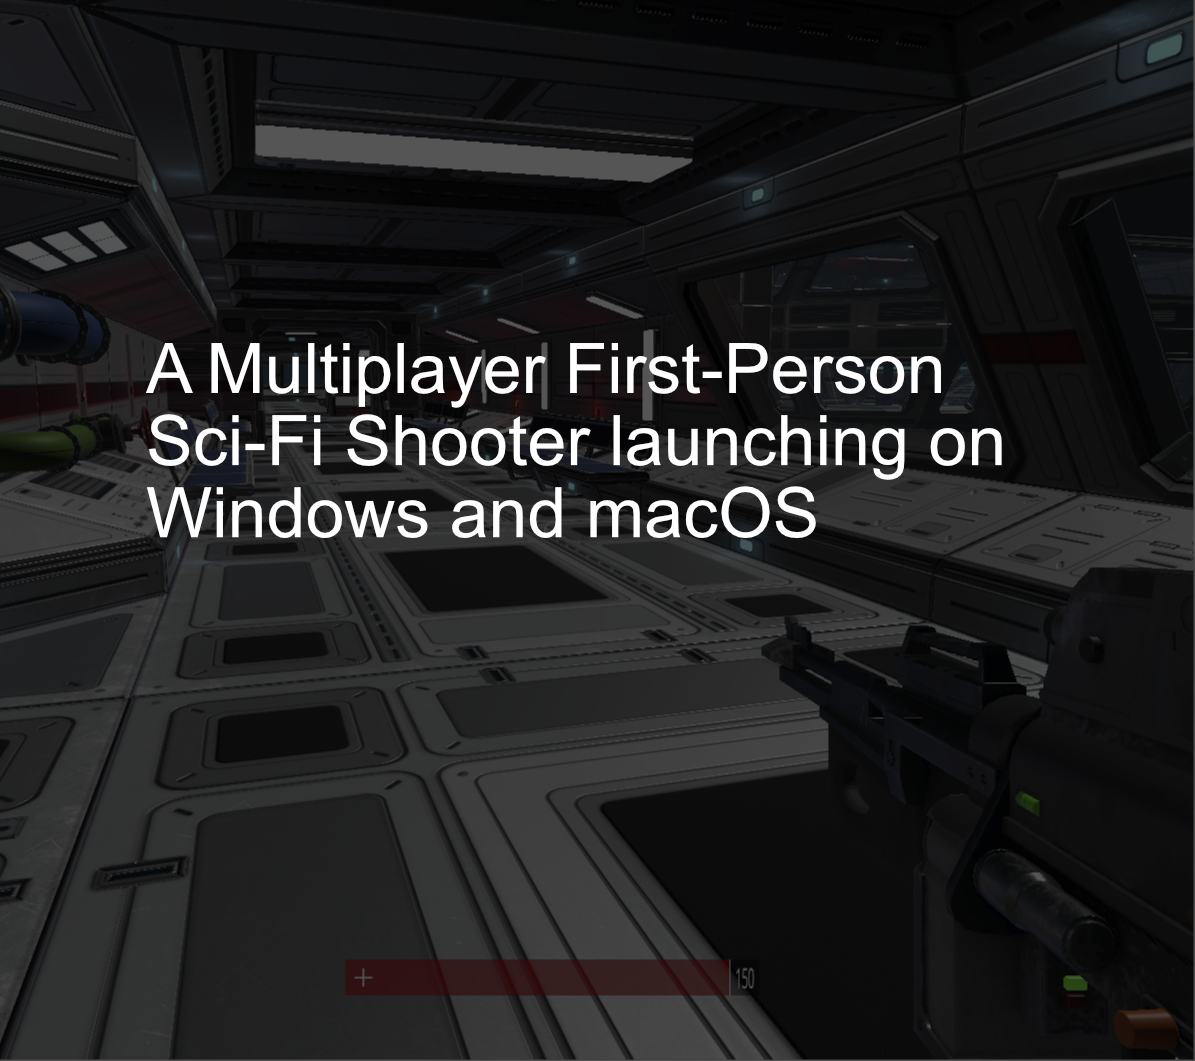 A Multiplayer First-Person
Sci-Fi Shooter launching on
Windows and macOS
150